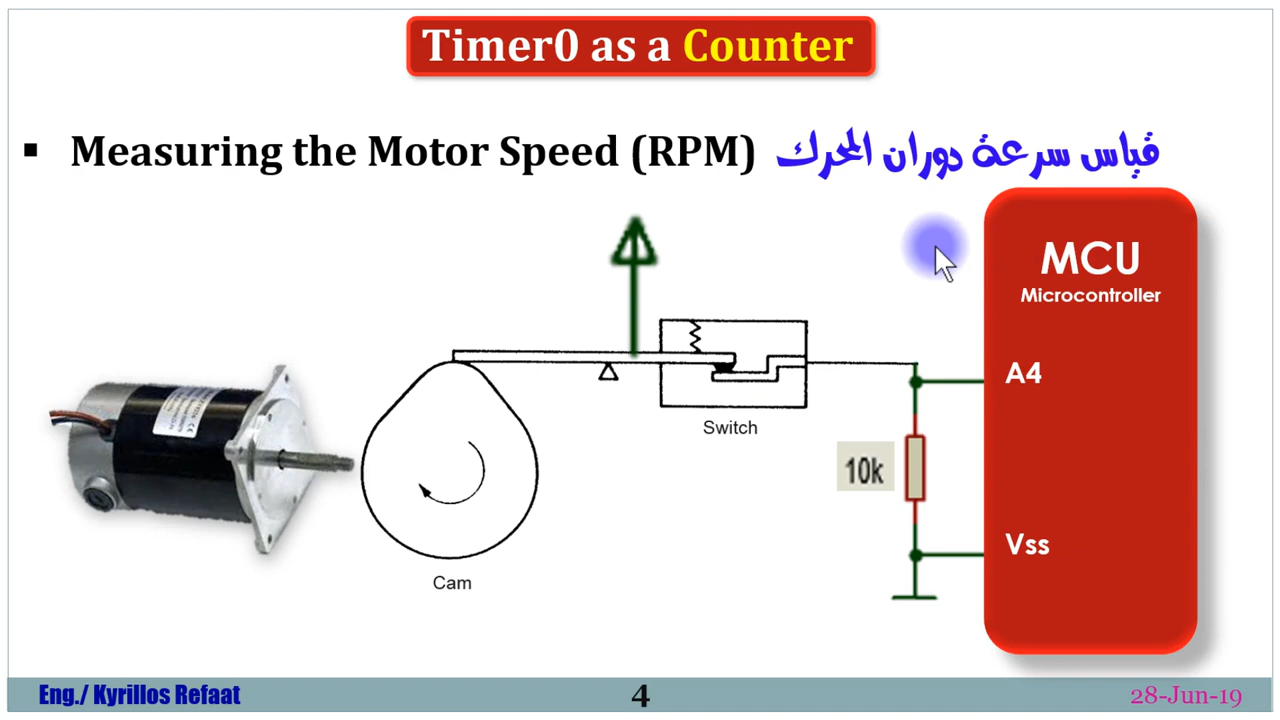 Timer0 as a Counter
▪ Measuring the Motor Speed (RPM) قياس سرعة دوران المحرك
MCU
Microcontroller
A4
Switch
10k
Vss
Cam
Eng./ Kyrillos Refaat
4
28-Jun-19